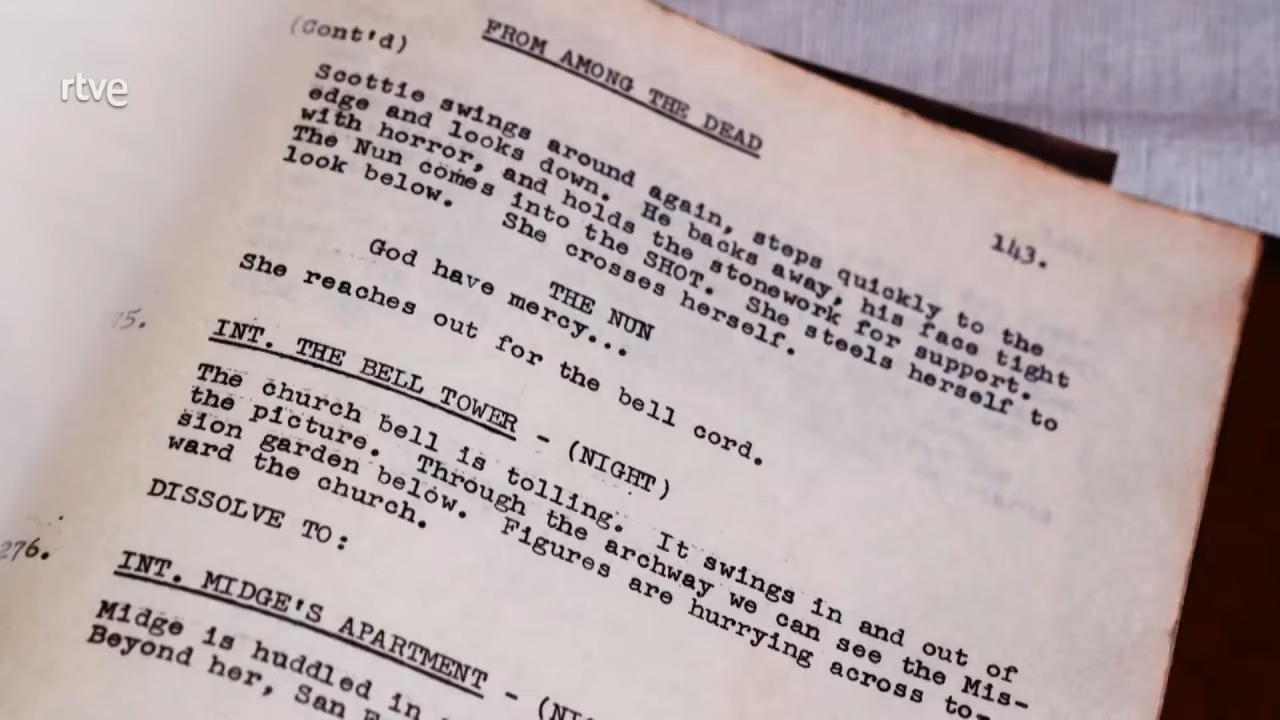 rtve
FROM AMONG THE DEAD
143.
(Cont'd)
Scottie swings around again, steps quickly to the
edge and looks down. He backs away, his face tight
with horror, and holds the stonework for support.
The Nun comes into the SHOT. She steels herself to
look below. She crosses herself.
THE NUN
God have mercy...
She reaches out for the bell cord.
75.
INT. THE BELL TOWER - (NIGHT)
The church bell is tolling. It swings in and out of
the picture. Through the archway we can see the Mis-
sion garden below. Figures are hurrying across to-
ward the church.
DISSOLVE TO:
276.
INT. MIDGE'S APARTMENT - (NI
Midge is huddled in
Beyond her, San